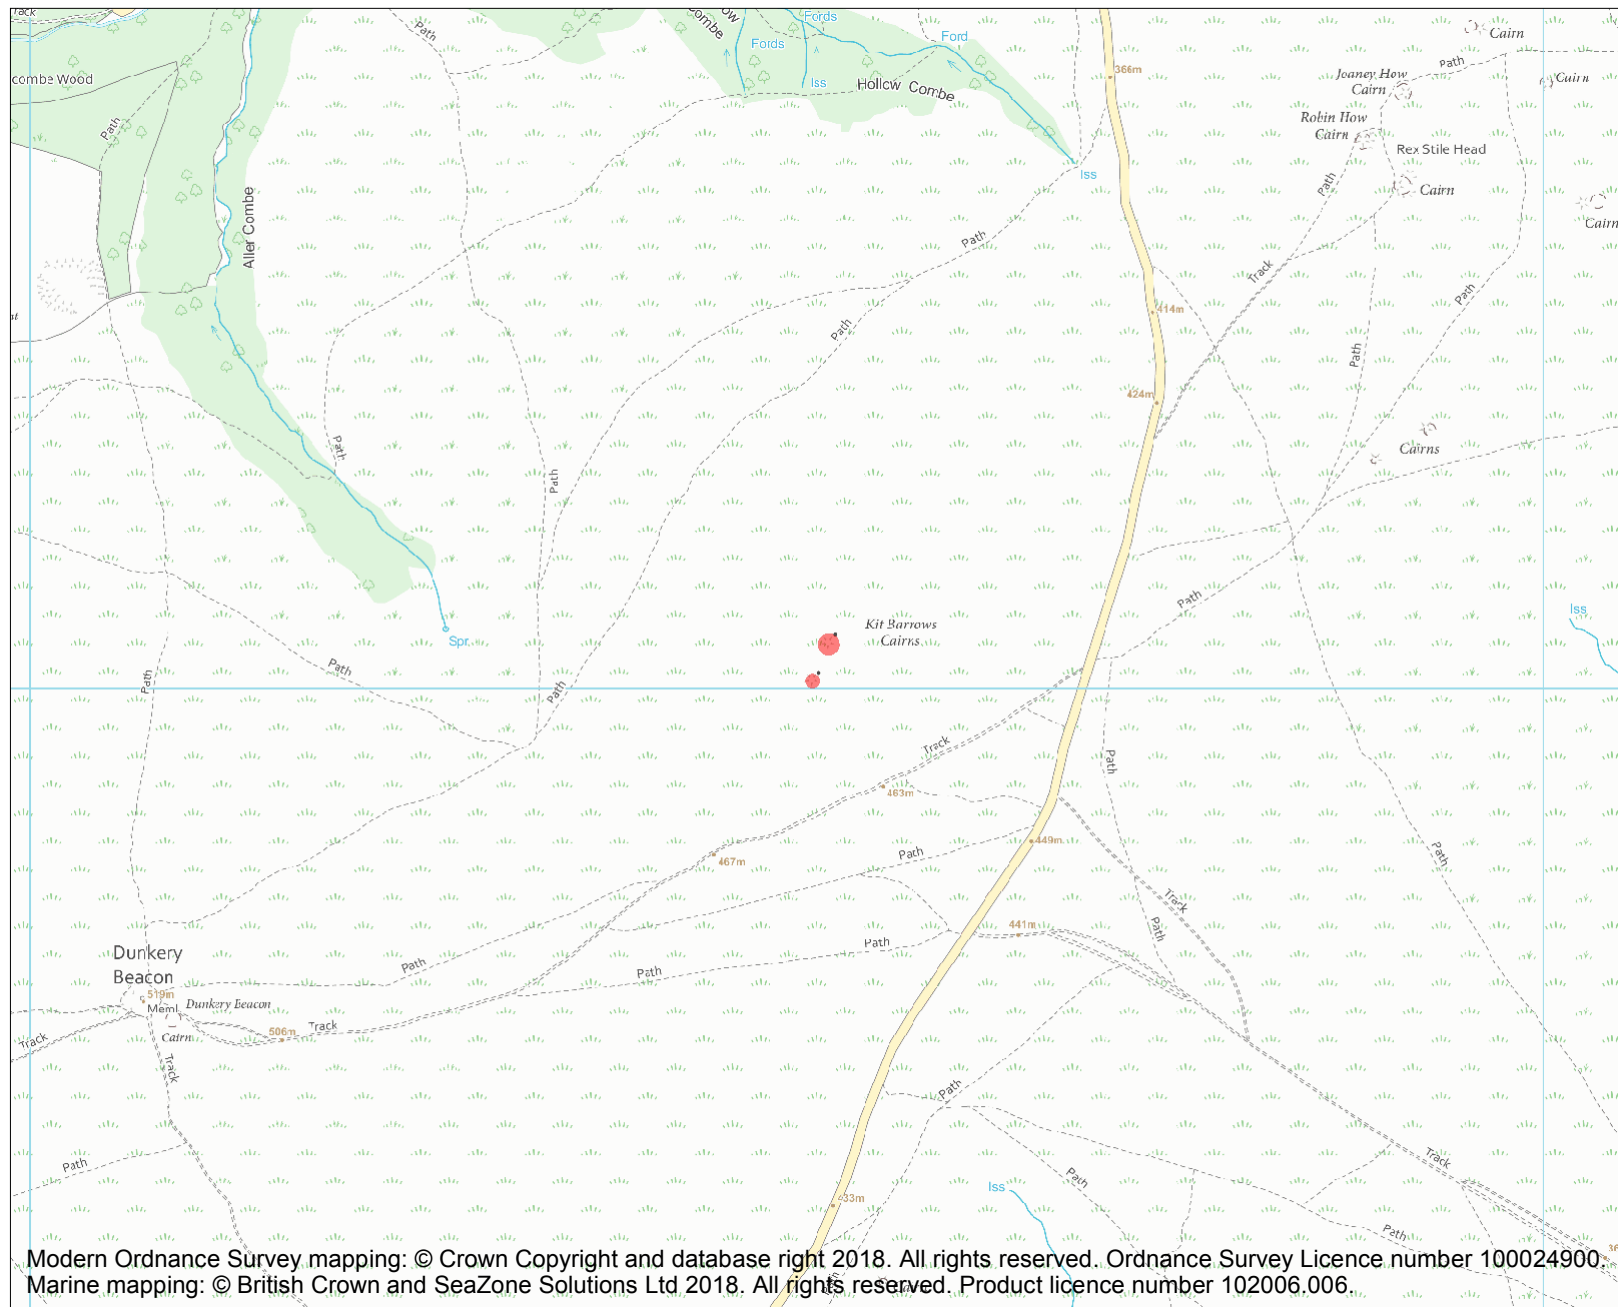 Track
Path
Fords
Fords
Ford
Iss
Combe
combe Wood
Hollow Combe
366m
Cairn
Path
Joaney How
Cairn
Cairn
Robin How
Cairn
Rex Stile Head
Path
Iss
Path
Cairn
Cairn
Aller Combe
Path
Track
Path
414m
Path
Path
424m
Path
Path
Cairns
Path
Iss
Kit Barrows
Cairns
Spr
Path
Path
Path
Path
Track
Path
463m
449m
467m
Path
Path
Track
441m
Path
Path
Path
Path
Dunkery
Beacon
519m
Meml
Dunkery Beacon
Cairn
506m
Track
Track
Track
Path
Path
Iss
Path
Track
433m
Path
Modern Ordnance Survey mapping: © Crown Copyright and database right 2018. All rights reserved. Ordnance Survey Licence number 100024900.
Marine mapping: © British Crown and SeaZone Solutions Ltd 2018. All rights reserved. Product licence number 102006.006.